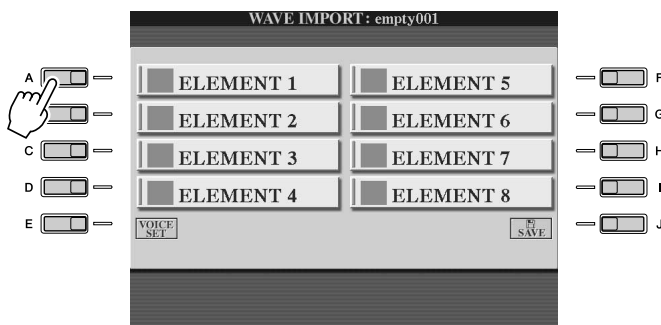 WAVE IMPORT: empty001
A
ELEMENT 1
ELEMENT 5
F
ELEMENT 2
ELEMENT 6
G
C
ELEMENT 3
ELEMENT 7
H
D
ELEMENT 4
ELEMENT 8
I
E
VOICE
SET
SAVE
J